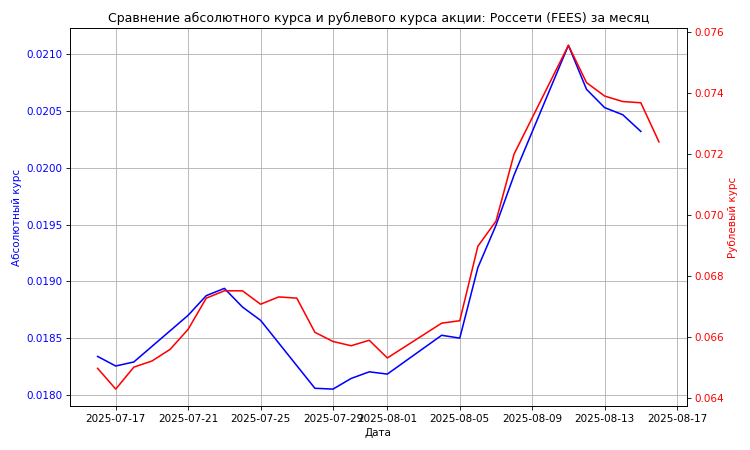 Сравнение абсолютного курса и рублевого курса акции: Россети (FEES) за месяц
0.0210
0.0205
0.0200
0.0195
0.0190
0.0185
0.0180
Абсолютный курс
0.076
0.074
0.072
0.070
0.068
0.066
0.064
Рублевый курс
2025-07-17 2025-07-21 2025-07-25 2025-07-29 2025-08-01 2025-08-05 2025-08-09 2025-08-13 2025-08-17
Дата